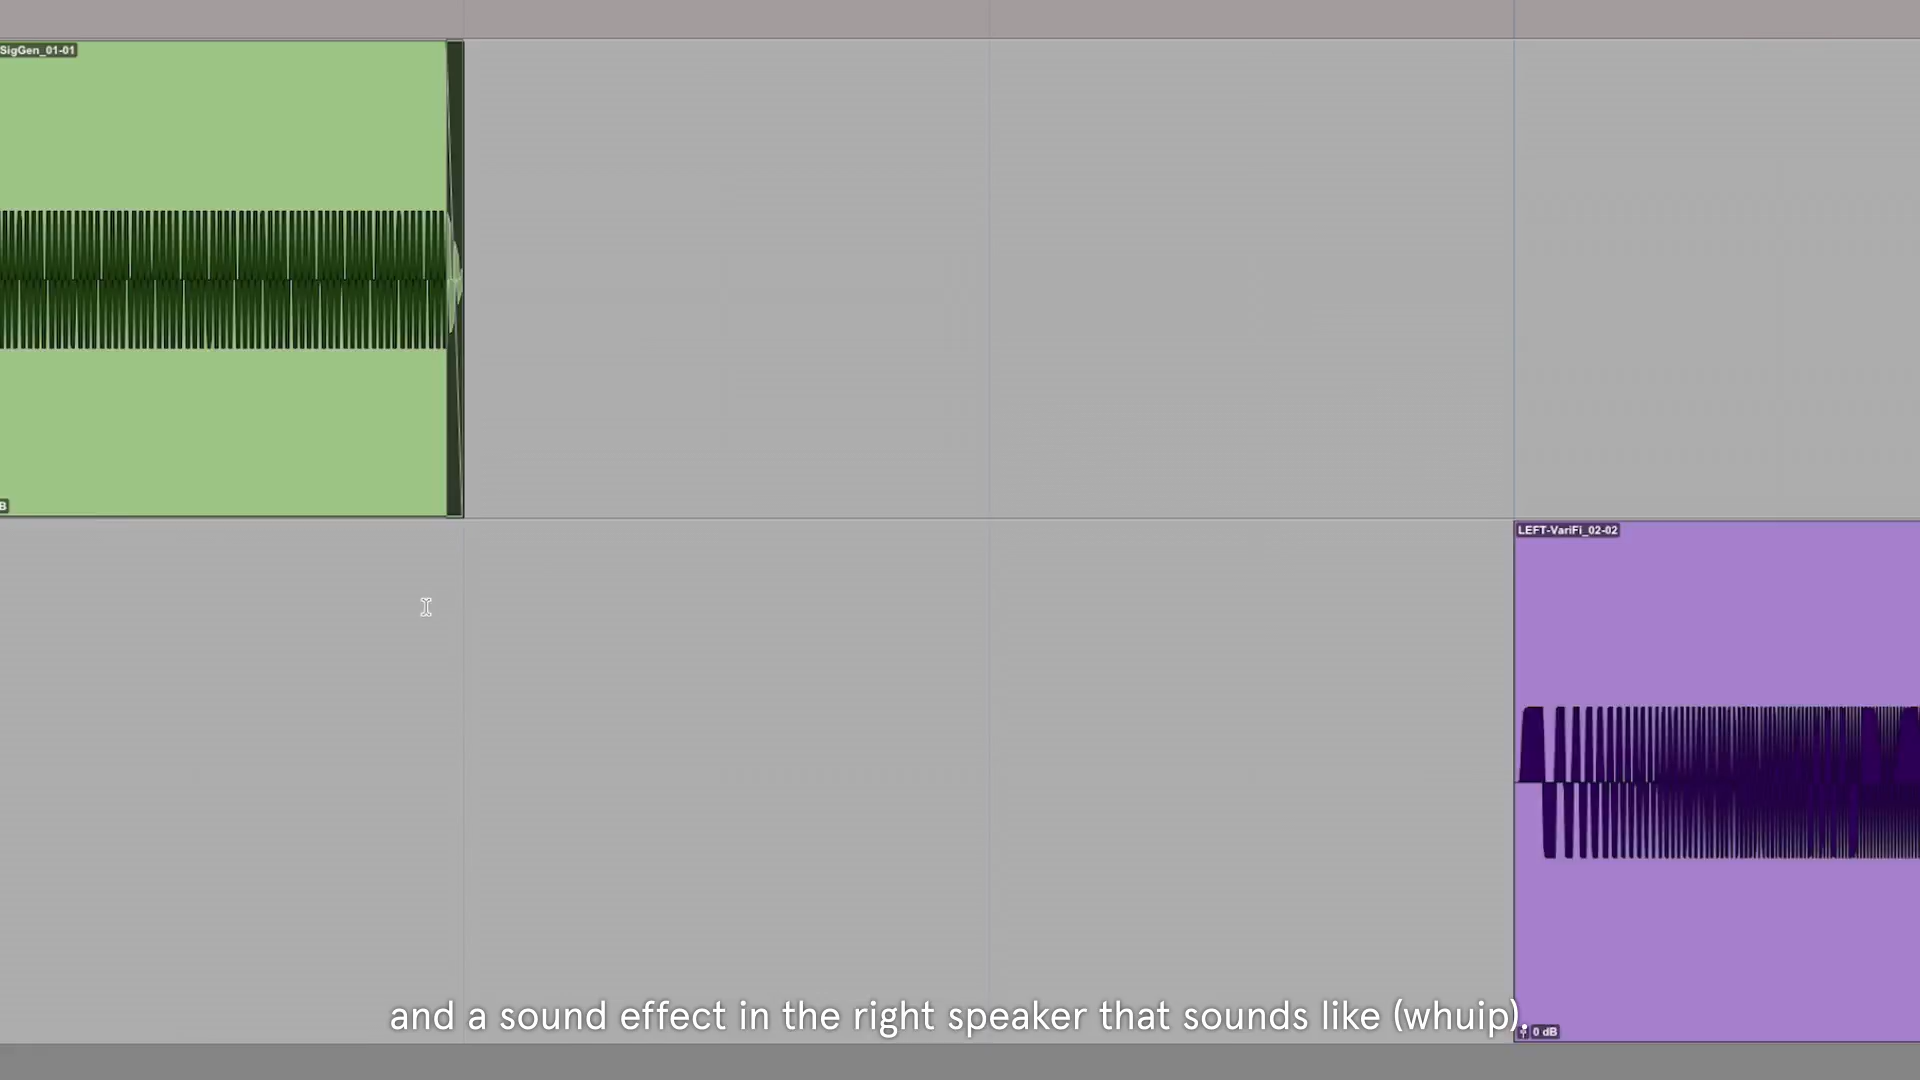 SigGen_01-01
B
LEFT-VariFi_02-02
and a sound effect in the right speaker that sounds like (whuip).
0 dB